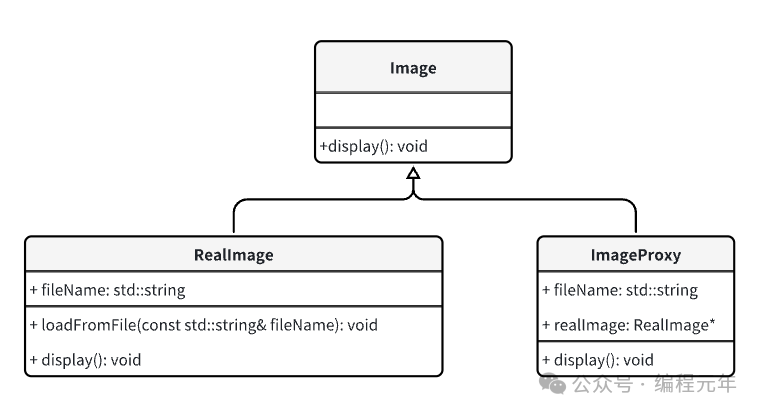 Image
+display(): void
RealImage
+ fileName: std::string
+ loadFromFile(const std::string& fileName): void
+ display(): void
ImageProxy
+ fileName: std::string
+ realImage: RealImage*
+ display(): void
公众号 · 编程元年